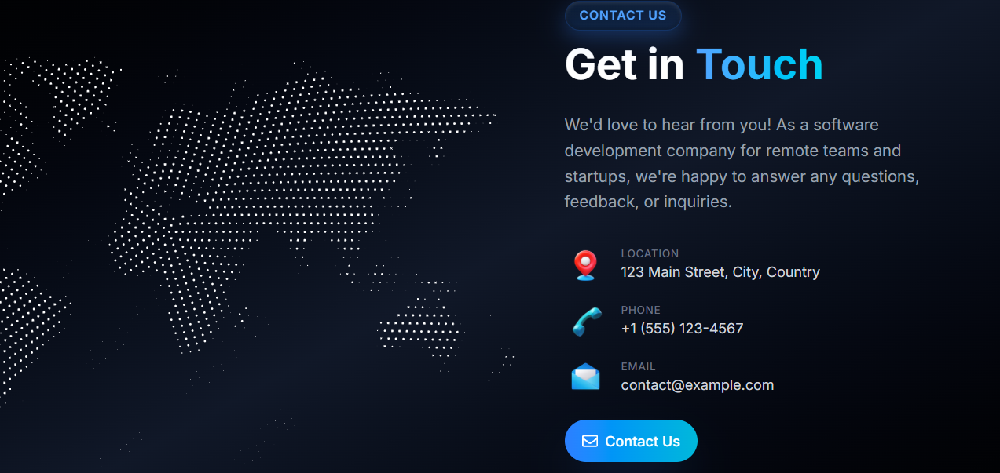 CONTACT US
Get in Touch
We'd love to hear from you! As a software
development company for remote teams and
startups, we're happy to answer any questions,
feedback, or inquiries.
LOCATION
123 Main Street, City, Country
PHONE
+1 (555) 123-4567
EMAIL
contact@example.com
Contact Us